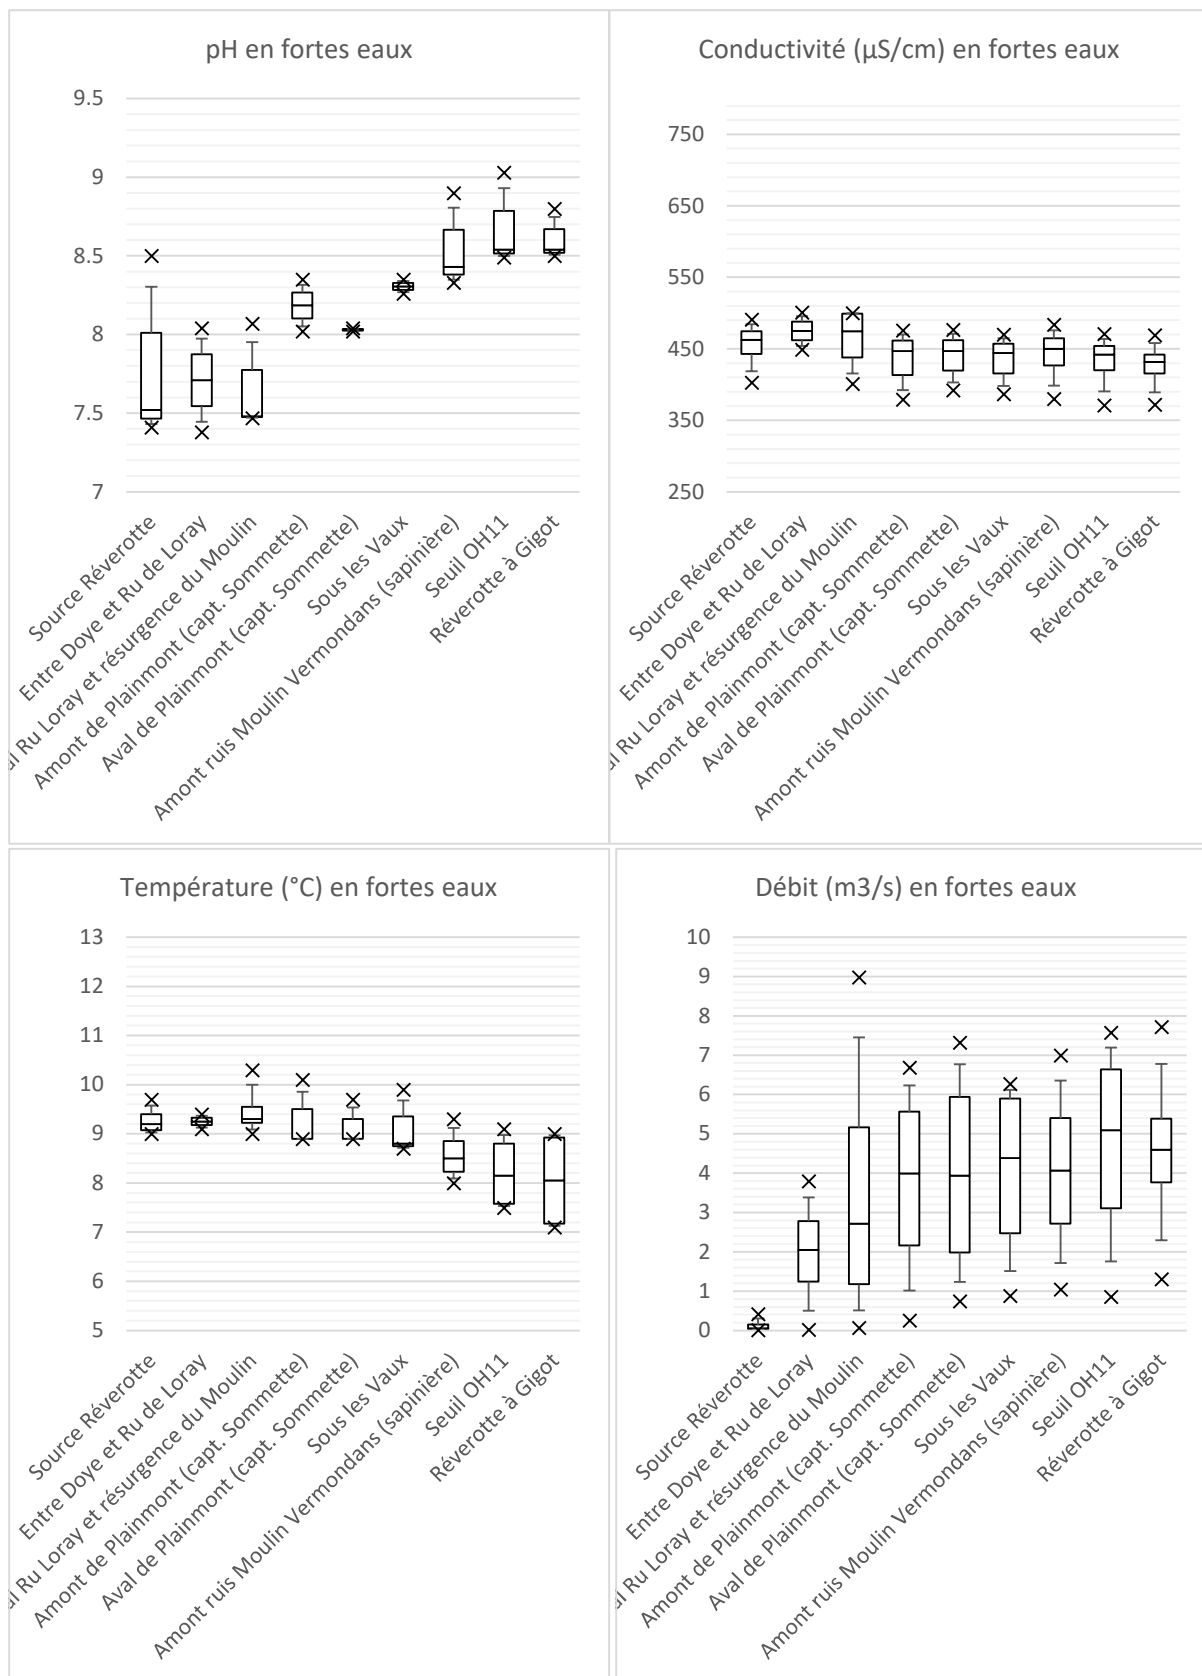 pH en fortes eaux
9.5
9
8.5
8
7.5
7
Source Réverotte
Entre Doye et Ru de Loray
Ru Loray et résurgence du Moulin
Amont de Plainmont (capt. Sommette)
Aval de Plainmont (capt. Sommette)
Sous les Vaux
Amont ruis Moulin Vermondans (sapinière)
Seuil OH11
Réverotte à Gigot
Conductivité (µS/cm) en fortes eaux
750
650
550
450
350
250
Source Réverotte
Entre Doye et Ru de Loray
Ru Loray et résurgence du Moulin
Amont de Plainmont (capt. Sommette)
Aval de Plainmont (capt. Sommette)
Sous les Vaux
Amont ruis Moulin Vermondans (sapinière)
Seuil OH11
Réverotte à Gigot
Température (°C) en fortes eaux
13
12
11
10
9
8
7
6
5
Source Réverotte
Entre Doye et Ru de Loray
Ru Loray et résurgence du Moulin
Amont de Plainmont (capt. Sommette)
Aval de Plainmont (capt. Sommette)
Sous les Vaux
Amont ruis Moulin Vermondans (sapinière)
Seuil OH11
Réverotte à Gigot
Débit (m3/s) en fortes eaux
10
9
8
7
6
5
4
3
2
1
0
Source Réverotte
Entre Doye et Ru de Loray
Ru Loray et résurgence du Moulin
Amont de Plainmont (capt. Sommette)
Aval de Plainmont (capt. Sommette)
Sous les Vaux
Amont ruis Moulin Vermondans (sapinière)
Seuil OH11
Réverotte à Gigot